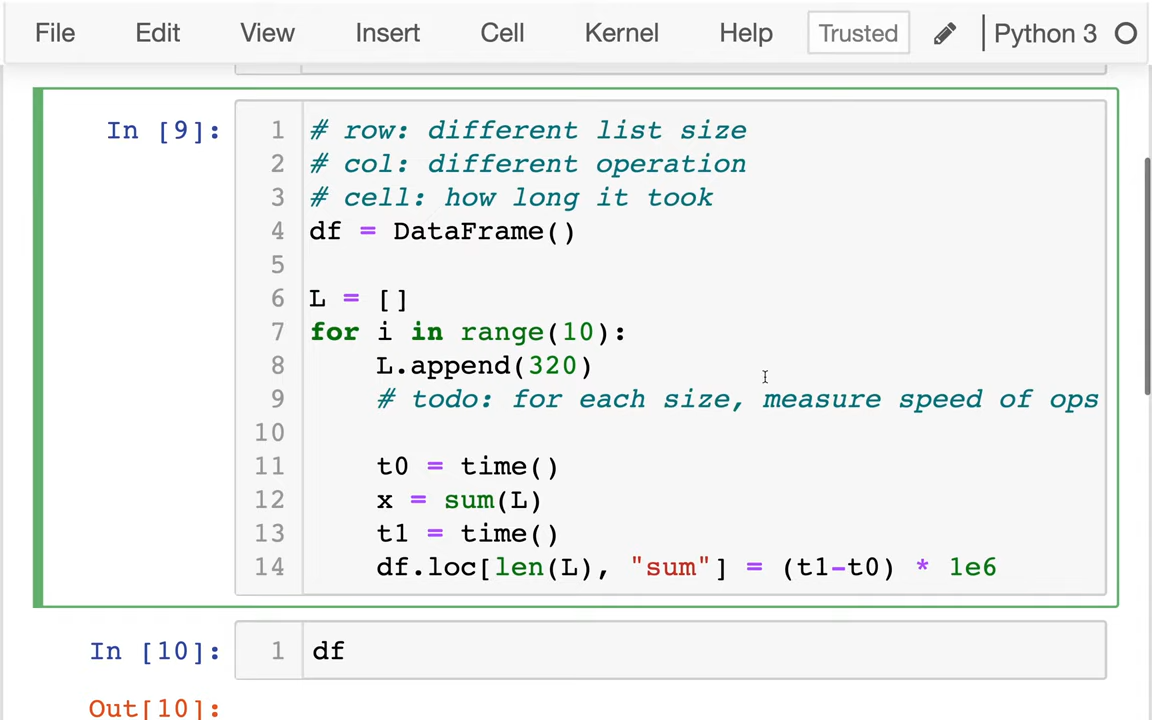 File Edit View Insert Cell Kernel Help Trusted Python 3
In [9]:
1 # row: different list size
2 # col: different operation
3 # cell: how long it took
4 df = DataFrame()
5
6 L = []
7 for i in range(10):
8 L.append(320)
9 # todo: for each size, measure speed of ops
10
11 t0 = time()
12 x = sum(L)
13 t1 = time()
14 df.loc[len(L), "sum"] = (t1-t0) * 1e6
In [10]: 1 df
Out[10]: